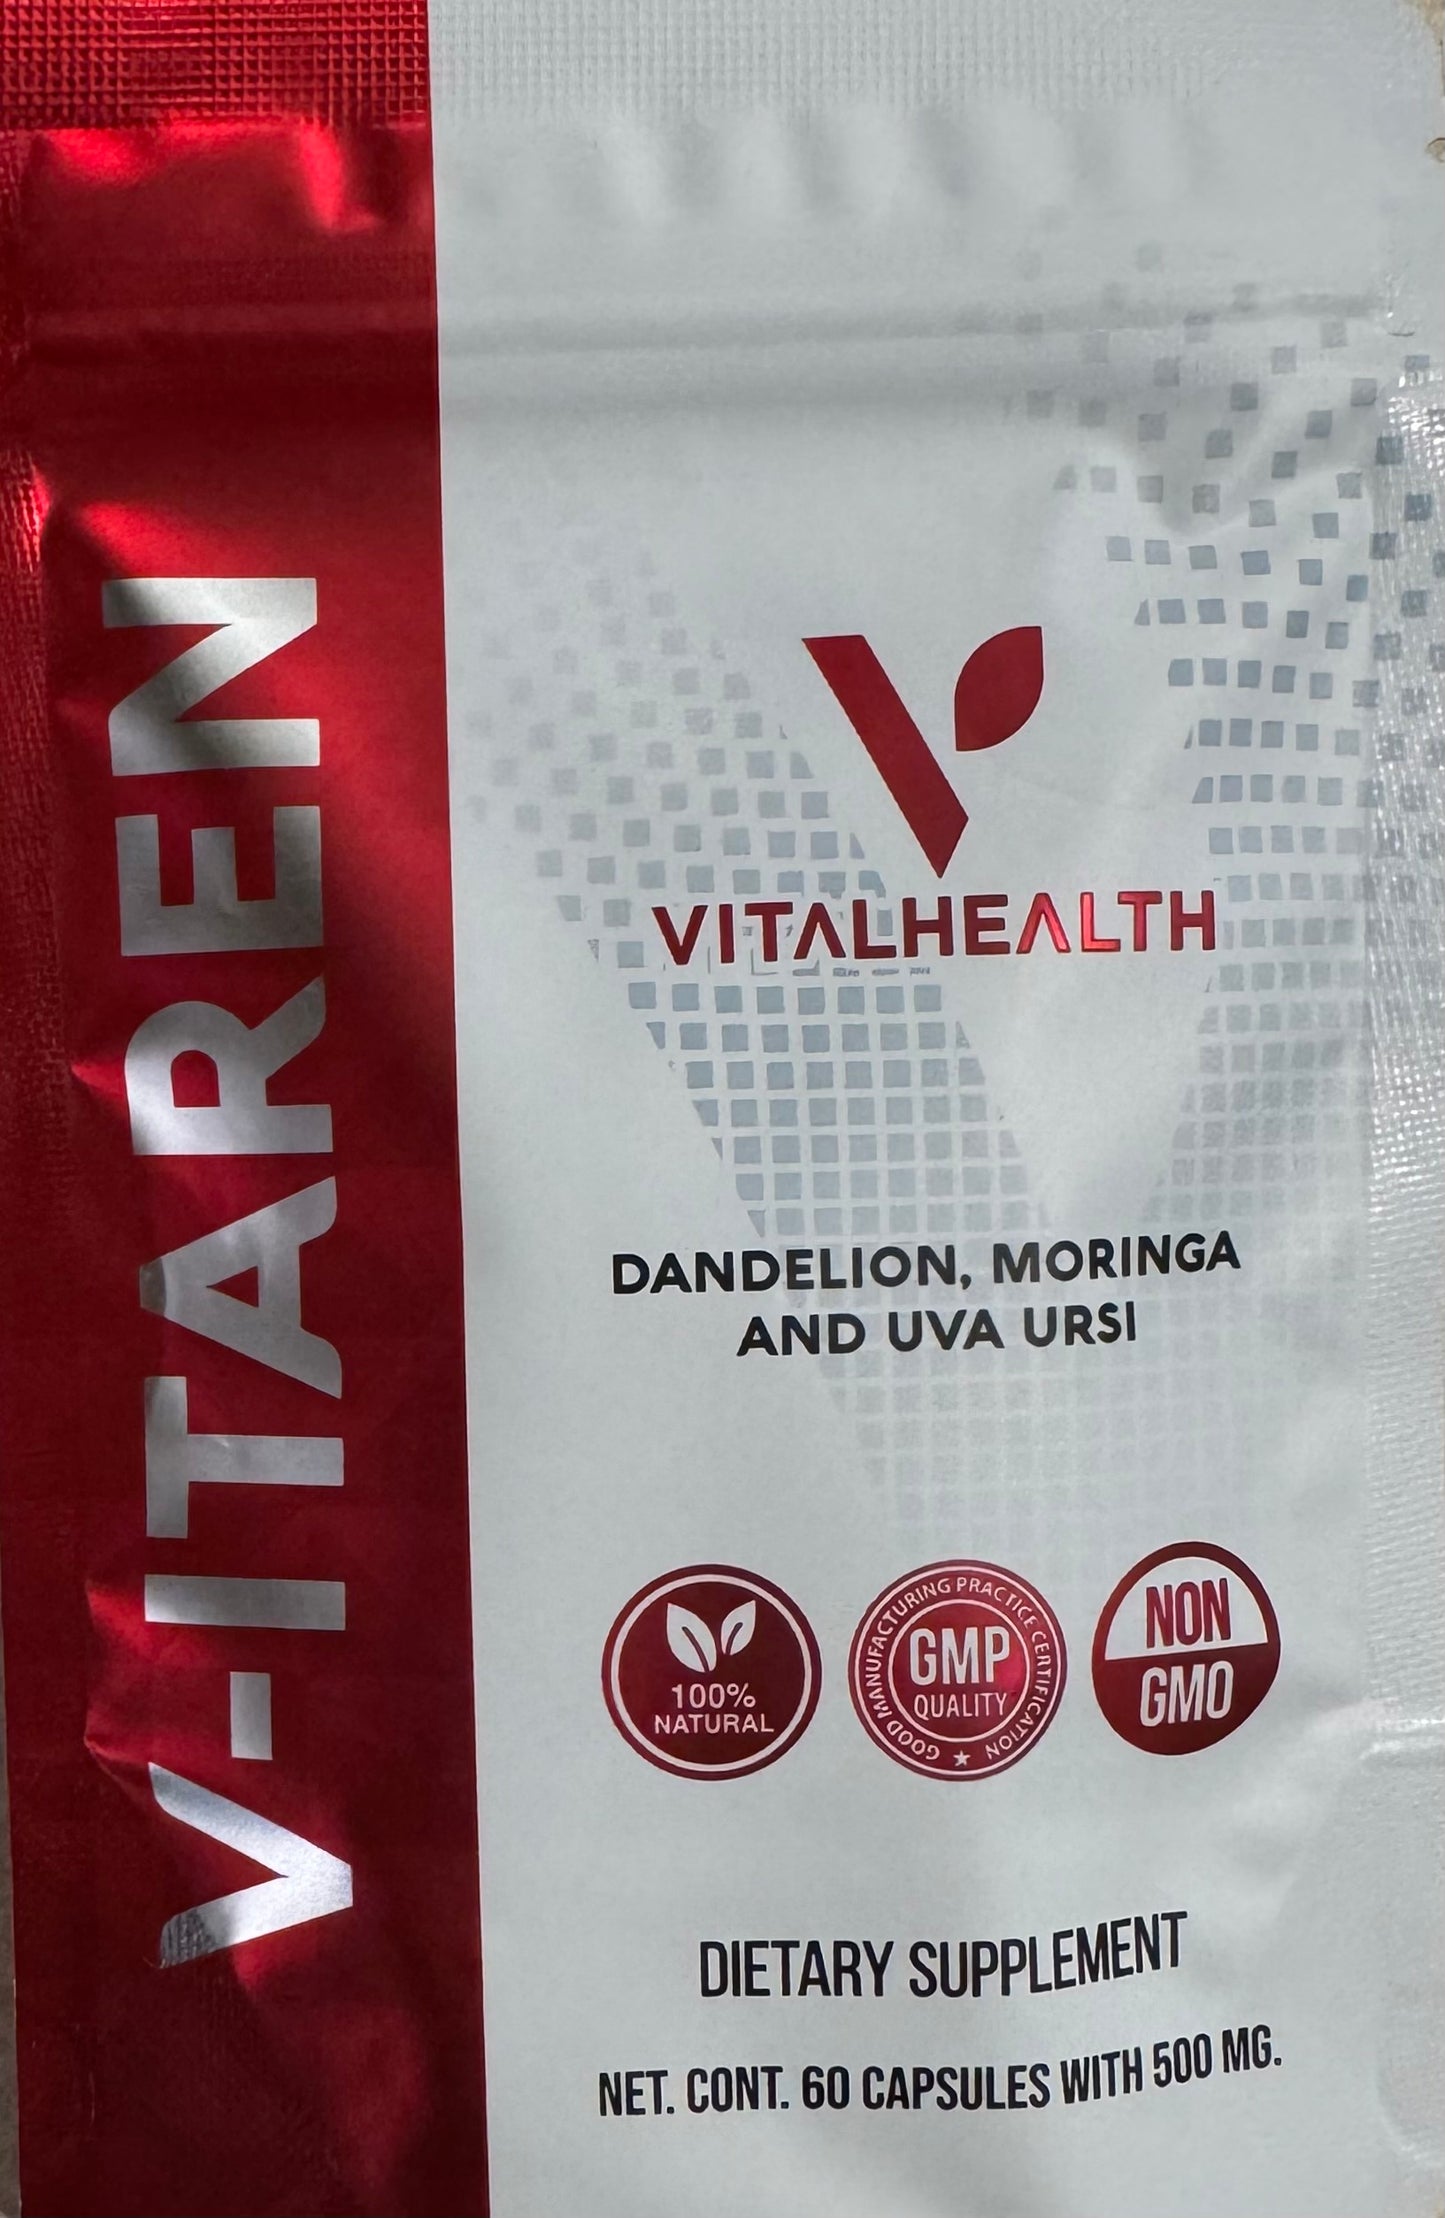 V-ITAREN
VITALHEALTH
DANDELION, MORINGA
AND UVA URSI
100%
NATURAL
GOOD MANUFACTURING PRACTICE CERTIFICATION
GMP
QUALITY
NON
GMO
DIETARY SUPPLEMENT
NET. CONT. 60 CAPSULES WITH 500 MG.